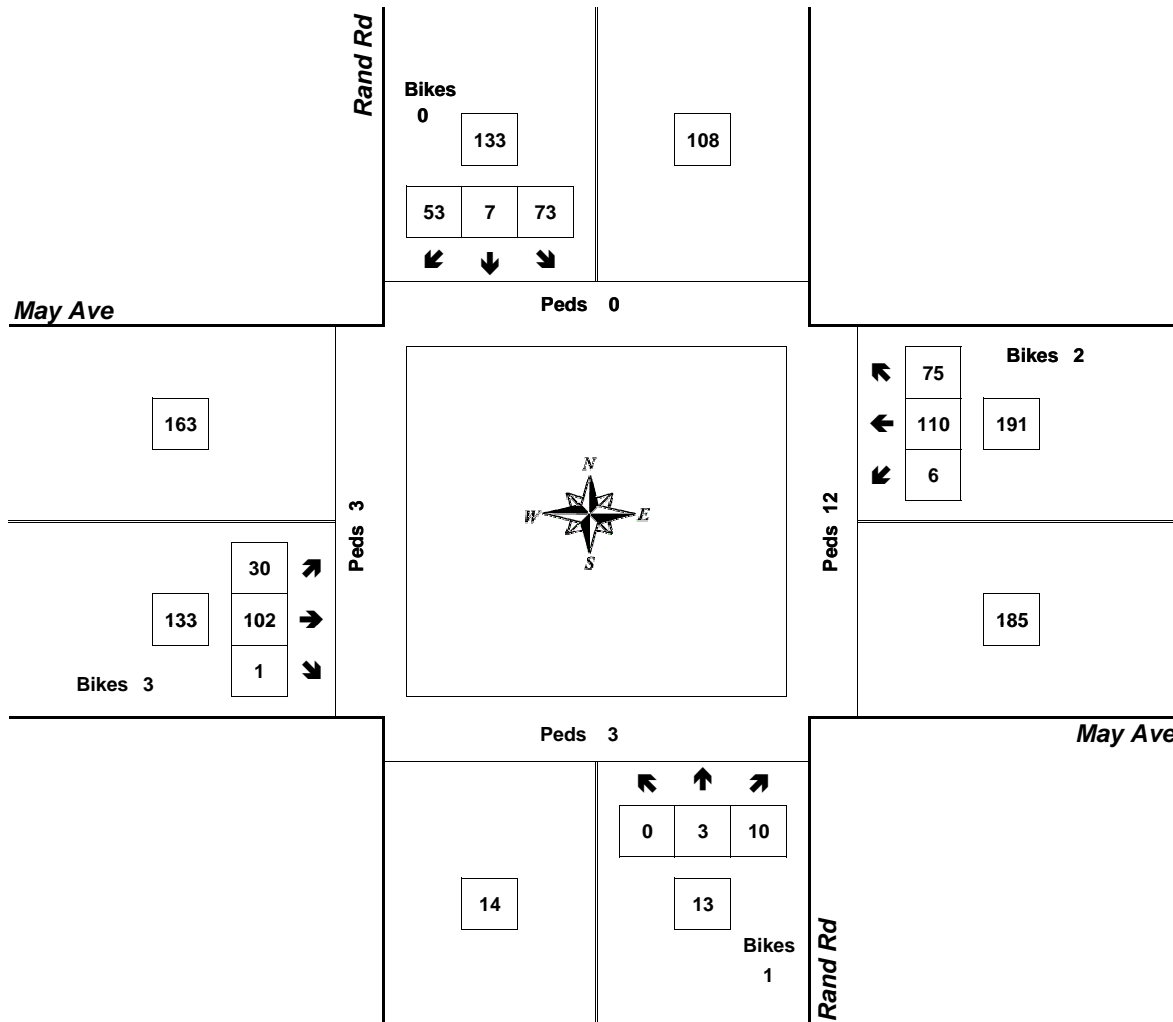 Rand Rd
Bikes
0
133
108
53 7 73
Peds 0
May Ave
Bikes 2
75
110 191
6
163
N
W E
S
Peds 3
Peds 12
30
133 102
1
185
Bikes 3
Peds 3
May Ave
0 3 10
14
13
Bikes
1
Rand Rd